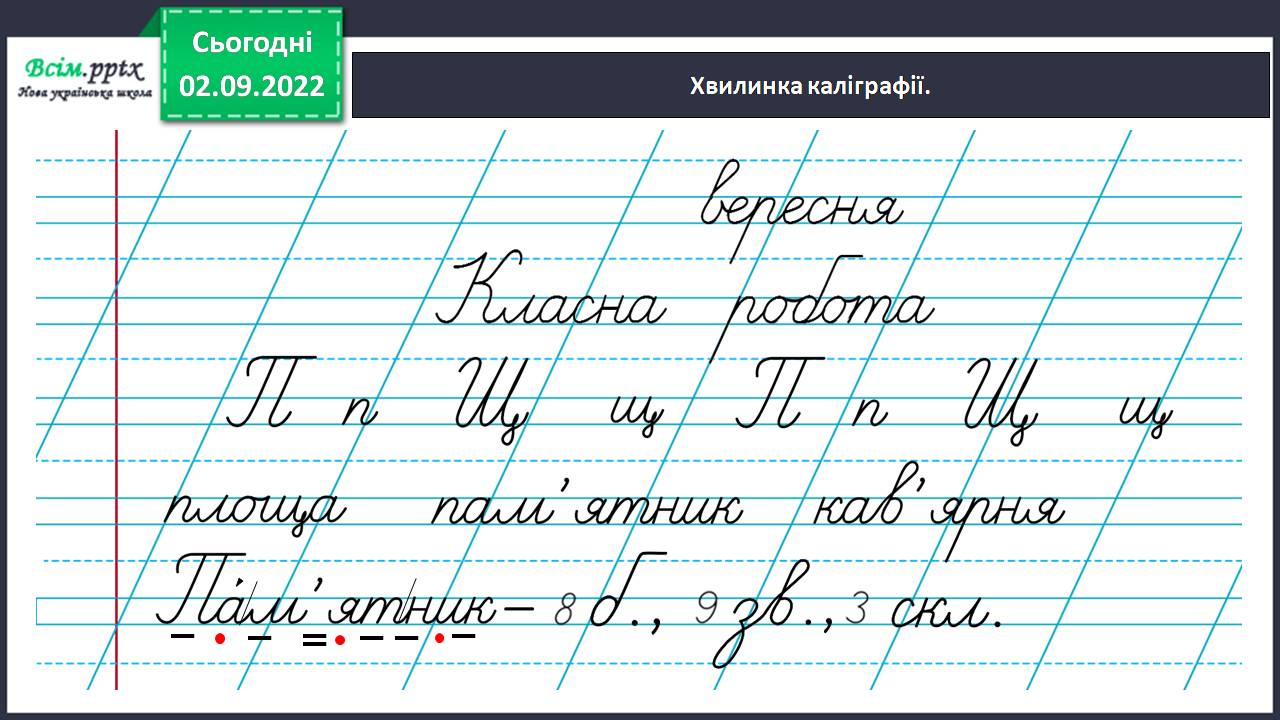 Всім.pptx
Нова українська школа
Сьогодні
02.09.2022
Хвилинка каліграфії.
вересня
Класна робота
П п Щ щ П п Щ щ
площа пам’ятник кав’ярня
Па́м’ятник – 8 б., 9 зв., 3 скл.